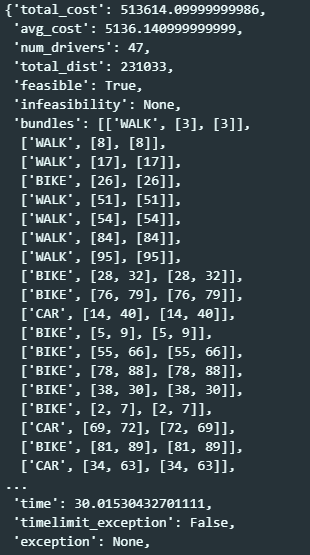 {'total_cost': 513614.09999999986,
'avg_cost': 5136.140999999999,
'num_drivers': 47,
'total_dist': 231033,
'feasible': True,
'infeasibility': None,
'bundles': [['WALK', [3], [3]],
['WALK', [8], [8]],
['WALK', [17], [17]],
['BIKE', [26], [26]],
['WALK', [51], [51]],
['WALK', [54], [54]],
['WALK', [84], [84]],
['WALK', [95], [95]],
['BIKE', [28, 32], [28, 32]],
['BIKE', [76, 79], [76, 79]],
['CAR', [14, 40], [14, 40]],
['BIKE', [5, 9], [5, 9]],
['BIKE', [55, 66], [55, 66]],
['BIKE', [78, 88], [78, 88]],
['BIKE', [38, 30], [38, 30]],
['BIKE', [2, 7], [2, 7]],
['CAR', [69, 72], [72, 69]],
['BIKE', [81, 89], [81, 89]],
['CAR', [34, 63], [34, 63]],
...
'time': 30.01530432701111,
'timelimit_exception': False,
'exception': None,